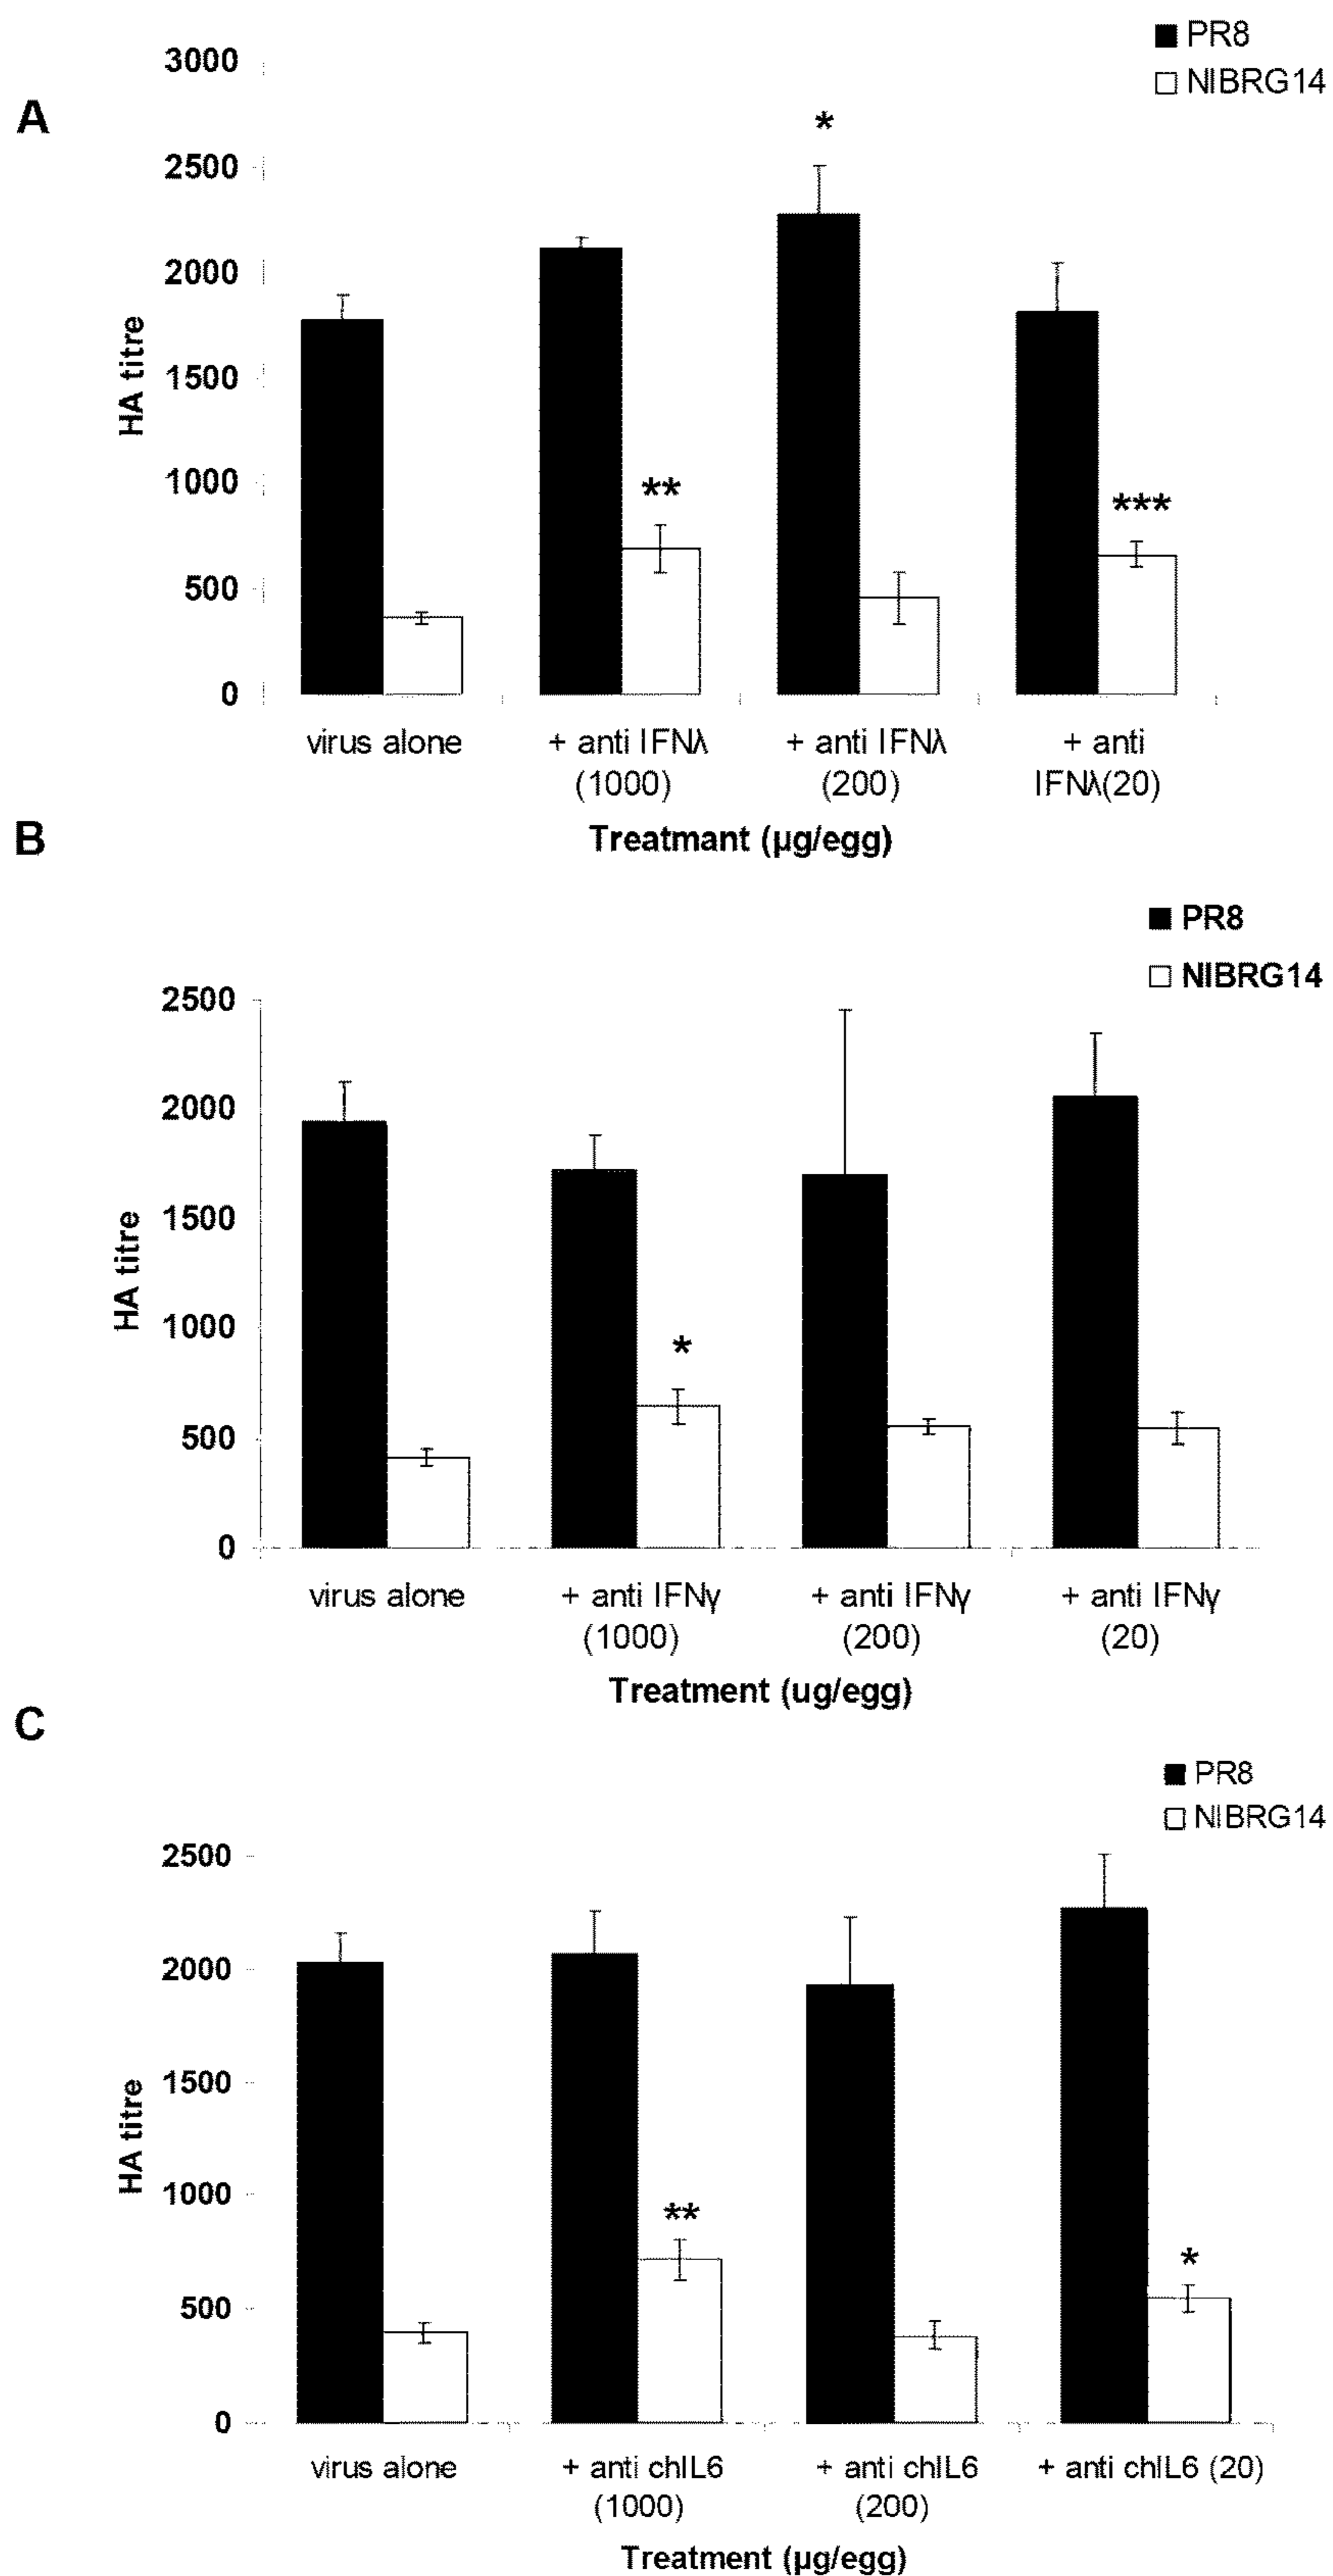 PR8
NIBRG14
A
3000
2500
2000
1500
1000
500
0
HA titre
*
**
***
virus alone
+ anti IFNλ
(1000)
+ anti IFNλ
(200)
+ anti
IFNλ(20)
Treatmant (µg/egg)
B
PR8
NIBRG14
2500
2000
1500
1000
500
0
HA titre
*
virus alone
+ anti IFNγ
(1000)
+ anti IFNγ
(200)
+ anti IFNγ
(20)
Treatment (ug/egg)
C
PR8
NIBRG14
2500
2000
1500
1000
500
0
HA titre
**
*
virus alone
+ anti chIL6
(1000)
+ anti chIL6
(200)
+ anti chIL6 (20)
Treatment (µg/egg)